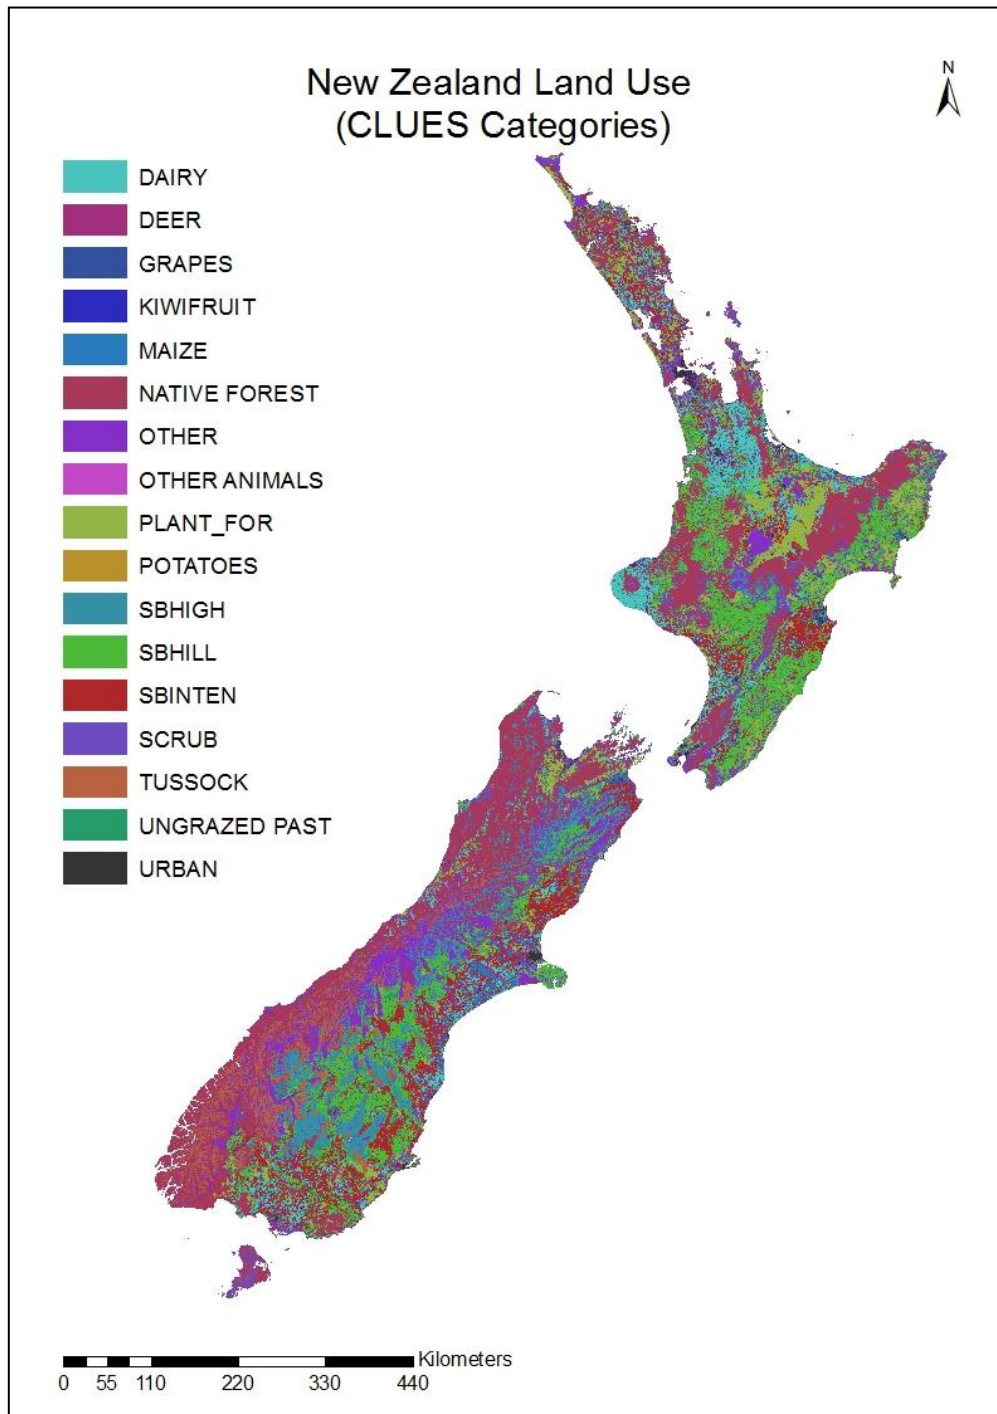 New Zealand Land Use
(CLUES Categories)
N
DAIRY
DEER
GRAPES
KIWIFRUIT
MAIZE
NATIVE FOREST
OTHER
OTHER ANIMALS
PLANT_FOR
POTATOES
SBHIGH
SBHILL
SBINTEN
SCRUB
TUSSOCK
UNGRAZED PAST
URBAN
Kilometers
0 55 110 220 330 440